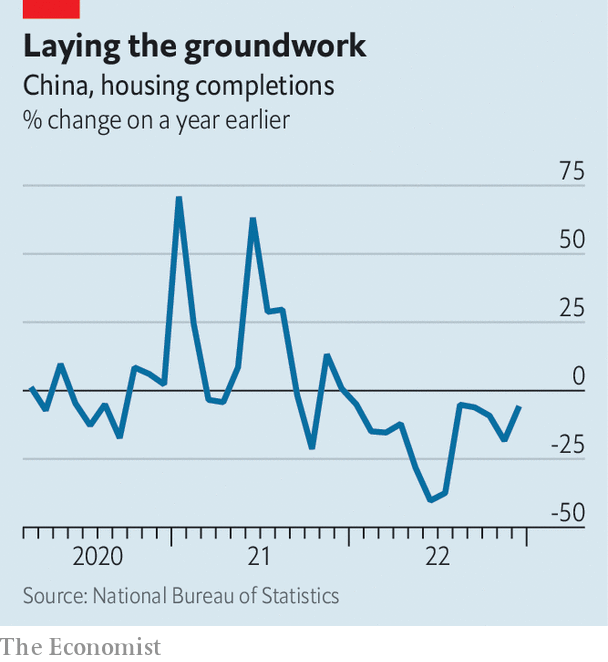 Laying the groundwork
China, housing completions
% change on a year earlier
75
50
25
0
-25
-50
2020 21 22
Source: National Bureau of Statistics
The Economist